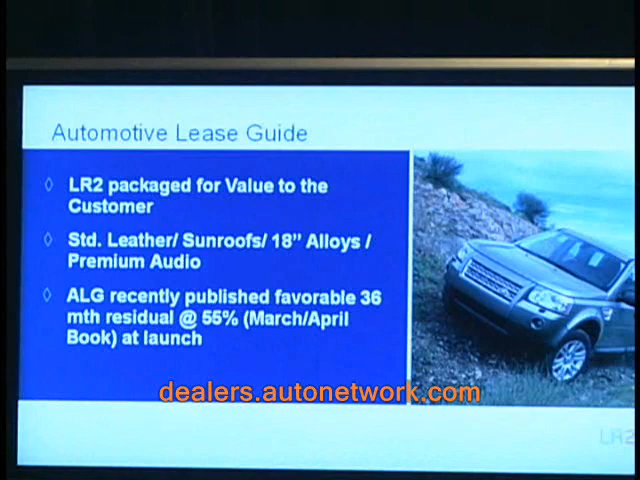 Automotive Lease Guide
◊ LR2 packaged for Value to the
Customer
◊ Std. Leather/ Sunroofs/ 18” Alloys /
Premium Audio
◊ ALG recently published favorable 36
mth residual @ 55% (March/April
Book) at launch
dealers.autonetwork.com
LR2